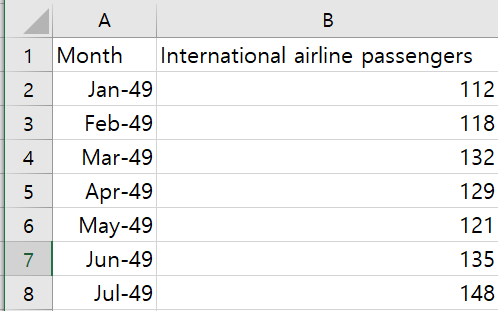 A B
1 Month International airline passengers
2 Jan-49 112
3 Feb-49 118
4 Mar-49 132
5 Apr-49 129
6 May-49 121
7 Jun-49 135
8 Jul-49 148